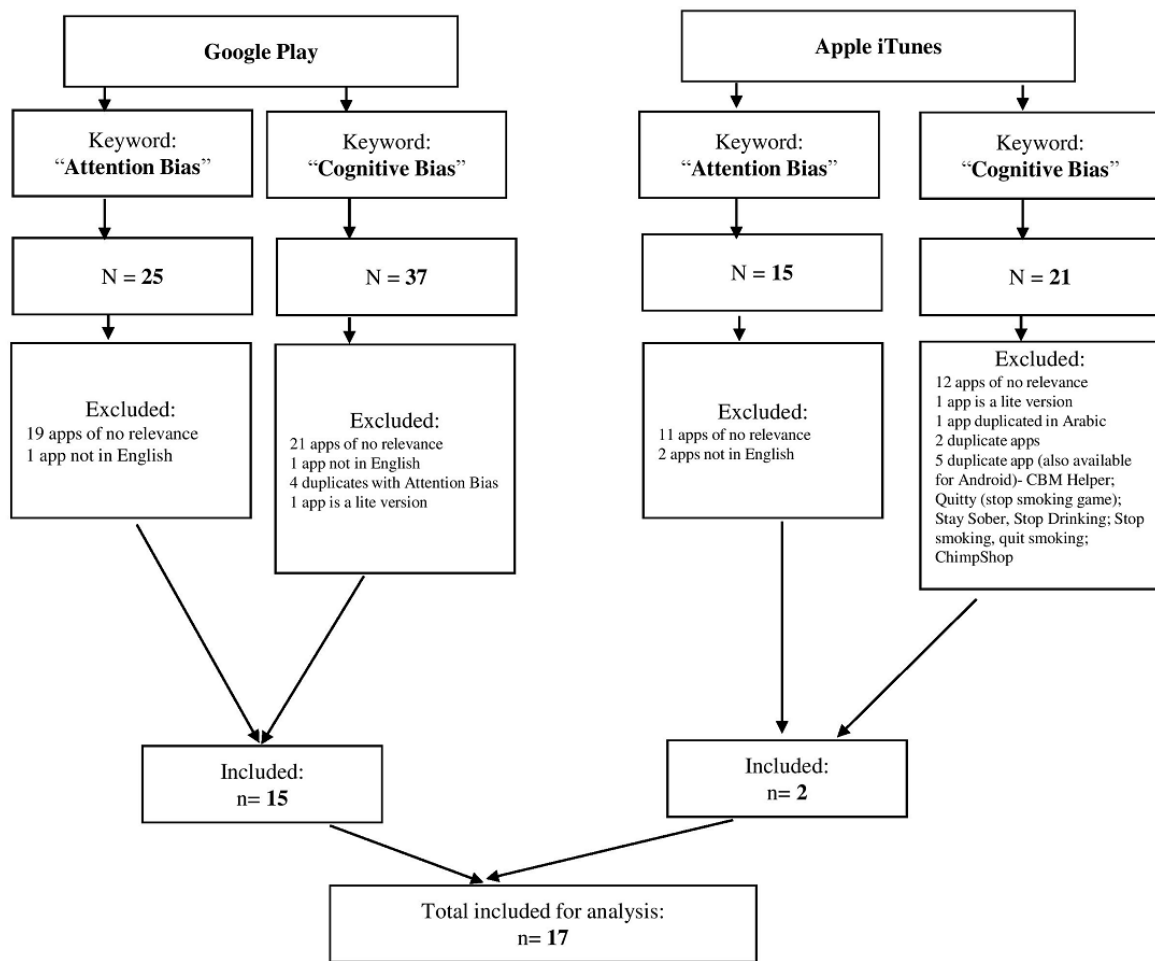 Google Play
Keyword:
“Attention Bias”
Keyword:
“Cognitive Bias”
N = 25
N = 37
Excluded:
19 apps of no relevance
1 app not in English
Excluded:
21 apps of no relevance
1 app not in English
4 duplicates with Attention Bias
1 app is a lite version
Included:
n= 15
Apple iTunes
Keyword:
“Attention Bias”
Keyword:
“Cognitive Bias”
N = 15
N = 21
Excluded:
11 apps of no relevance
2 apps not in English
Excluded:
12 apps of no relevance
1 app is a lite version
1 app duplicated in Arabic
2 duplicate apps
5 duplicate app (also available
for Android)- CBM Helper;
Quitty (stop smoking game);
Stay Sober, Stop Drinking; Stop
smoking, quit smoking;
ChimpShop
Included:
n= 2
Total included for analysis:
n= 17